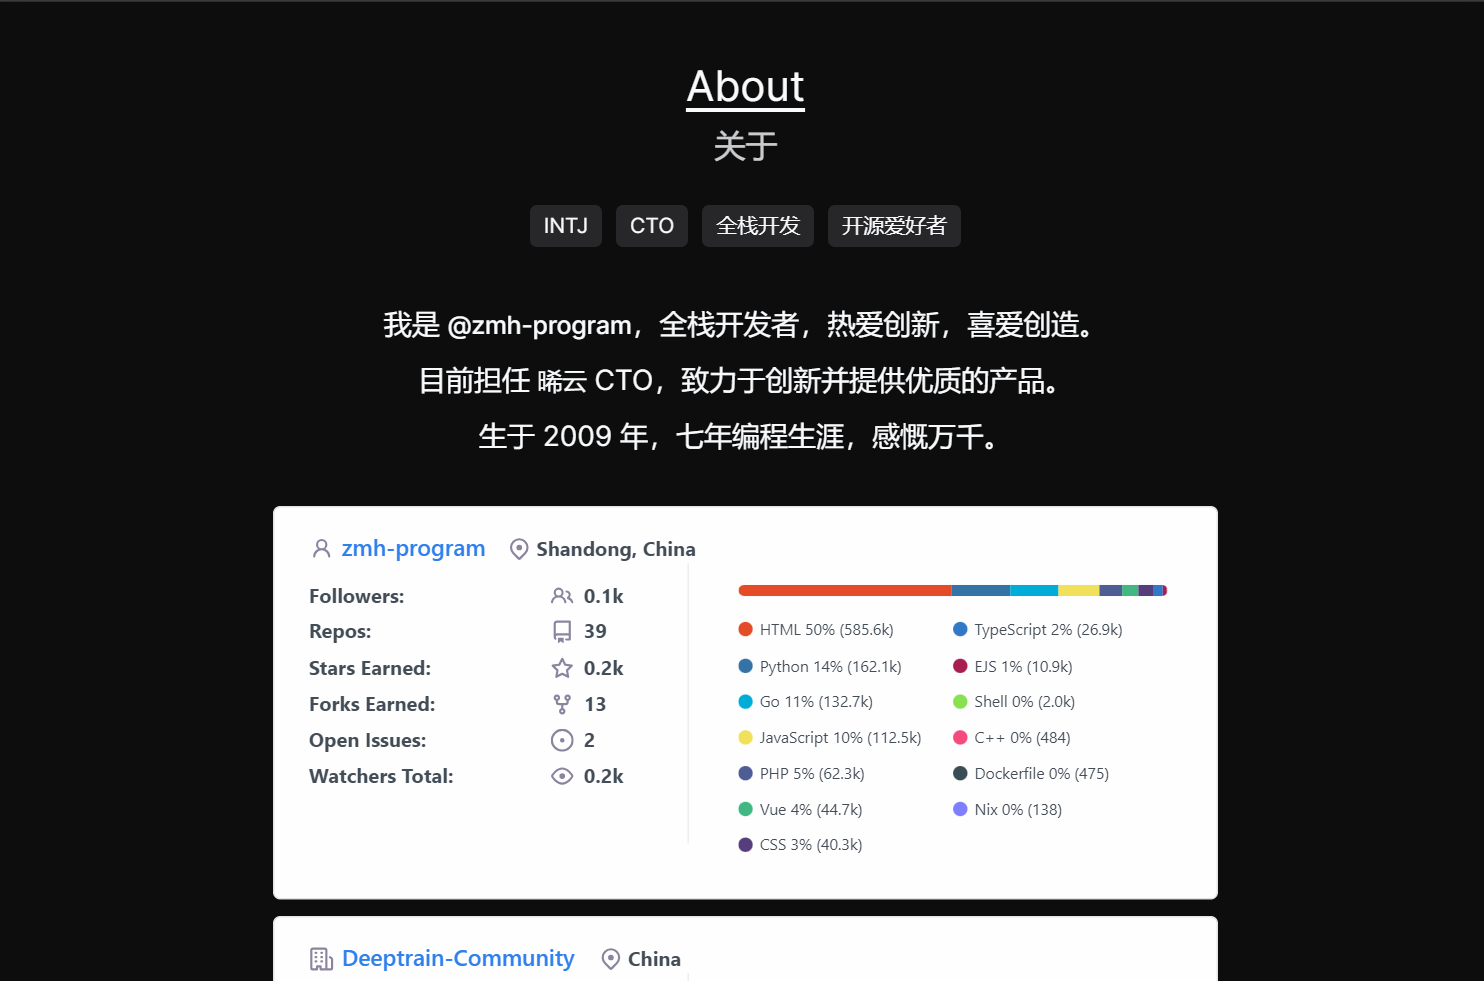 About
关于
INTJ CTO 全栈开发 开源爱好者
我是 @zmh-program，全栈开发者，热爱创新，喜爱创造。
目前担任 晞云 CTO，致力于创新并提供优质的产品。
生于 2009 年，七年编程生涯，感慨万千。
zmh-program Shandong, China
Followers: 0.1k
Repos: 39
Stars Earned: 0.2k
Forks Earned: 13
Open Issues: 2
Watchers Total: 0.2k
HTML 50% (585.6k)
Python 14% (162.1k)
Go 11% (132.7k)
JavaScript 10% (112.5k)
PHP 5% (62.3k)
Vue 4% (44.7k)
CSS 3% (40.3k)
TypeScript 2% (26.9k)
EJS 1% (10.9k)
Shell 0% (2.0k)
C++ 0% (484)
Dockerfile 0% (475)
Nix 0% (138)
Deeptrain-Community China